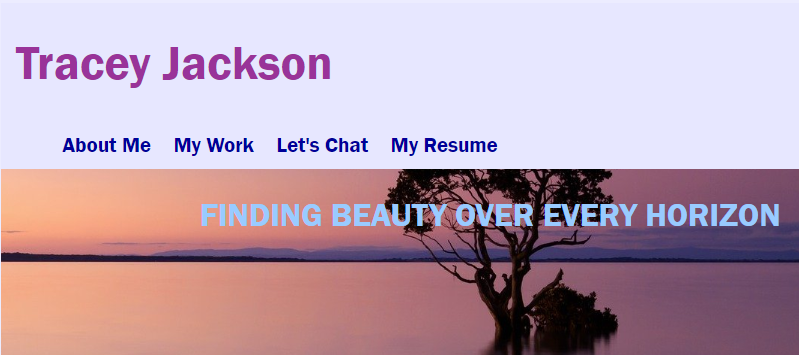 Tracey Jackson
About Me My Work Let's Chat My Resume
FINDING BEAUTY OVER EVERY HORIZON